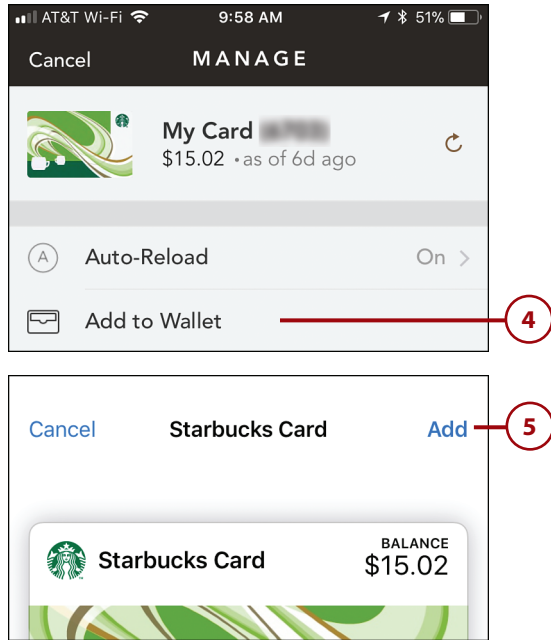 AT&T Wi-Fi 9:58 AM 51%
Cancel MANAGE
My Card
$15.02 • as of 6d ago
A Auto-Reload On >
Add to Wallet 4
Cancel Starbucks Card Add 5
BALANCE
Starbucks Card $15.02